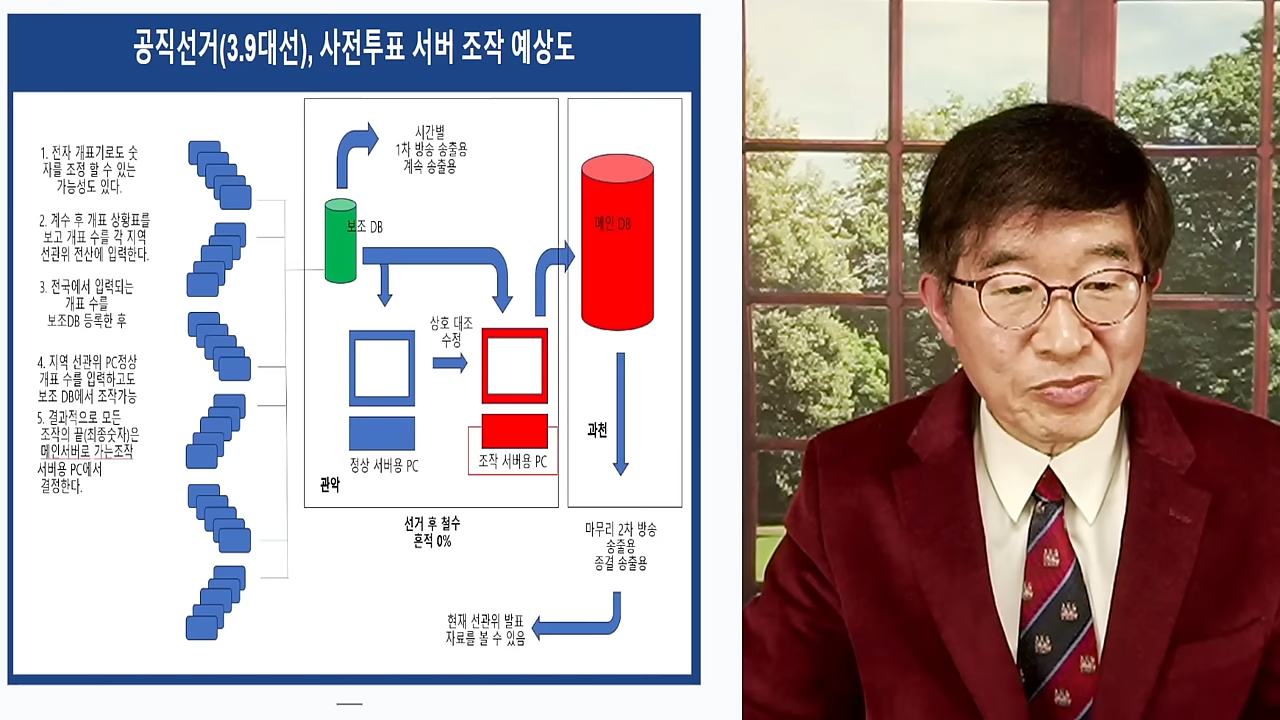 공직선거(3.9대선), 사전투표 서버 조작 예상도
1. 전자 개표기로도 숫
자를 조정 할 수 있는
가능성도 있다.
2. 계수 후 개표 상황표를
보고 개표 수를 각 지역
선관위 전산에 입력한다.
3. 전국에서 입력되는
개표 수를
보조DB 등록한 후
4. 지역 선관위 PC정상
개표 수를 입력하고도
보조 DB에서 조작가능
5. 결과적으로 모든
조작의 끝(최종숫자)은
메인서버로 가는조작
서버용 PC에서
결정한다.
시간별
1차 방송 송출용
계속 송출용
보조 DB
상호 대조
수정
정상 서버용 PC
조작 서버용 PC
관악
선거 후 철수
흔적 0%
메인 DB
과천
마무리 2차 방송
송출용
종결 송출용
현재 선관위 발표
자료를 볼 수 있음